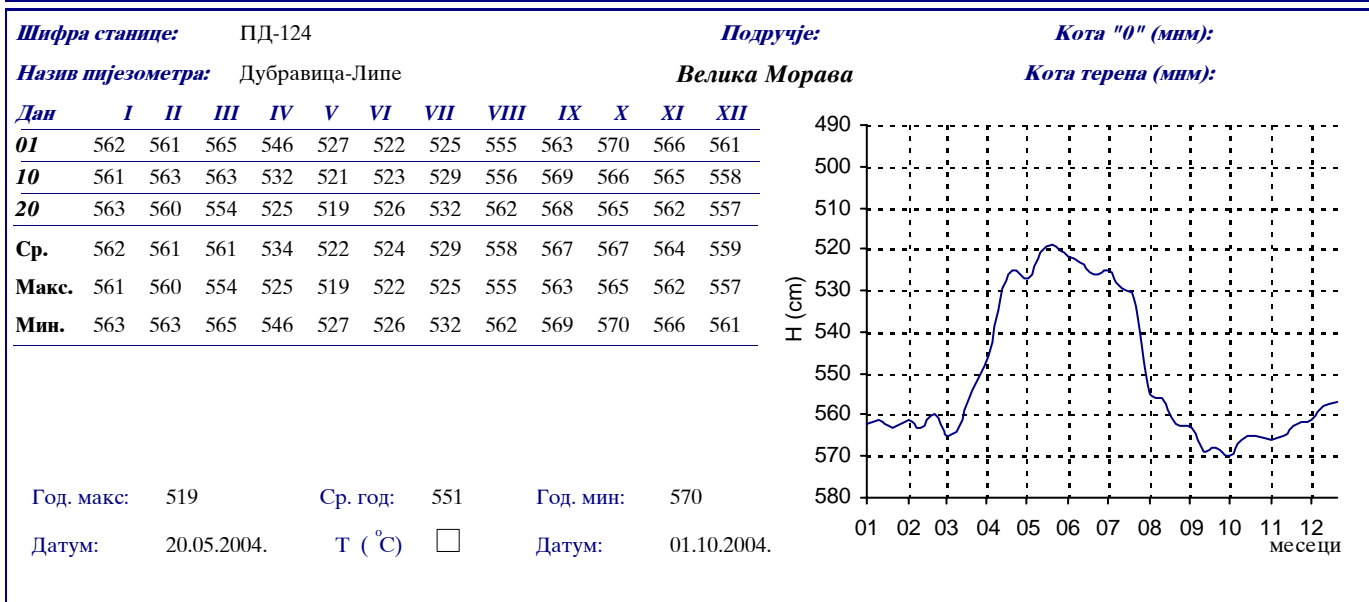 Шифра станице: ПД-124 Подручје: Кота "0" (мнм):
Назив пијезометра: Дубравица-Липе Велика Морава Кота терена (мнм):
Дан I II III IV V VI VII VIII IX X XI XII
01 562 561 565 546 527 522 525 555 563 570 566 561
10 561 563 563 532 521 523 529 556 569 566 565 558
20 563 560 554 525 519 526 532 562 568 565 562 557
Ср. 562 561 561 534 522 524 529 558 567 567 564 559
Макс. 561 560 554 525 519 522 525 555 563 565 562 557
Мин. 563 563 565 546 527 526 532 562 569 570 566 561
490
500
510
520
530
540
550
560
570
580
H (cm)
01 02 03 04 05 06 07 08 09 10 11 12
месеци
Год. макс: 519 Ср. год: 551 Год. мин: 570
Датум: 20.05.2004. Т ( °С) Датум: 01.10.2004.